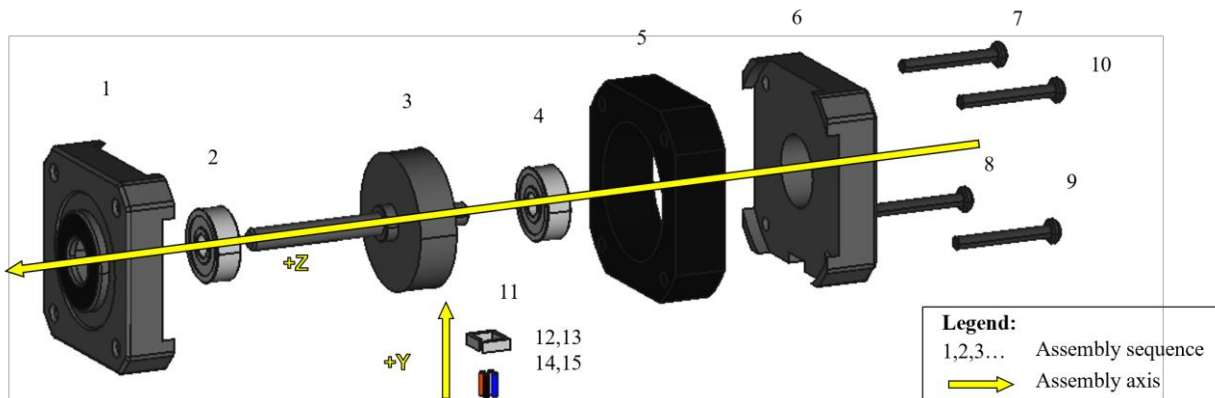 6
7
5
10
1
3
4
2
8
9
+Z
11
12,13
14,15
+Y
Legend:
1,2,3… Assembly sequence
Assembly axis